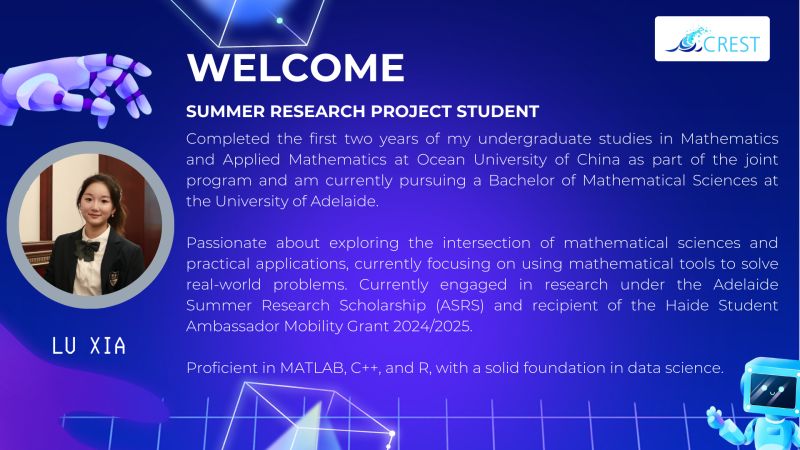 CREST
WELCOME
SUMMER RESEARCH PROJECT STUDENT
Completed the first two years of my undergraduate studies in Mathematics
and Applied Mathematics at Ocean University of China as part of the joint
program and am currently pursuing a Bachelor of Mathematical Sciences at
the University of Adelaide.
Passionate about exploring the intersection of mathematical sciences and
practical applications, currently focusing on using mathematical tools to solve
real-world problems. Currently engaged in research under the Adelaide
Summer Research Scholarship (ASRS) and recipient of the Haide Student
Ambassador Mobility Grant 2024/2025.
LU XIA
Proficient in MATLAB, C++, and R, with a solid foundation in data science.